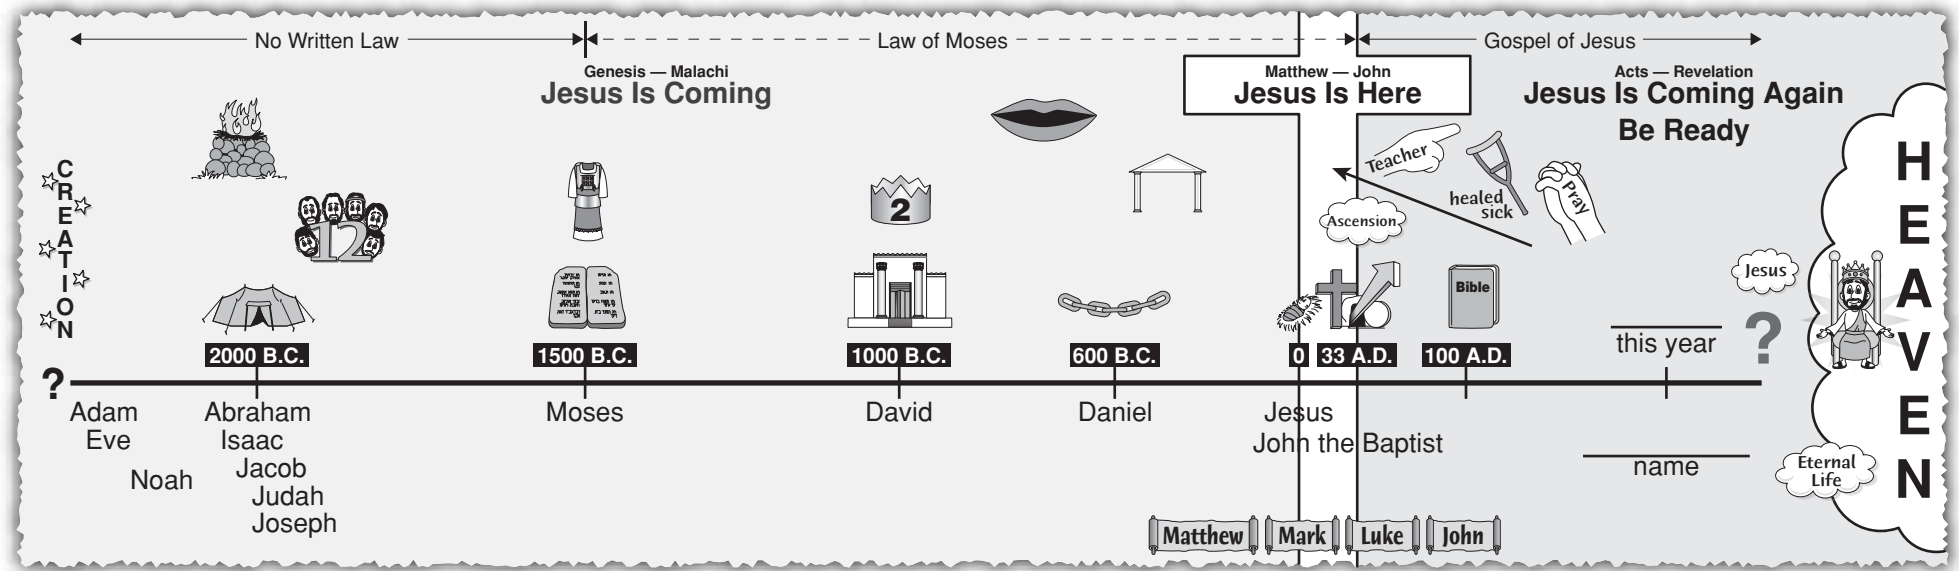 No Written Law
Law of Moses
Gospel of Jesus
Genesis — Malachi
Jesus Is Coming
Matthew — John
Jesus Is Here
Acts — Revelation
Jesus Is Coming Again
Be Ready
CREATION
12
2
Teacher
healed
sick
Pray
Ascension
Bible
Jesus
?
HEAVEN
this year
2000 B.C.
1500 B.C.
1000 B.C.
600 B.C.
0
33 A.D.
100 A.D.
?
Adam
Eve
Noah
Abraham
Isaac
Jacob
Judah
Joseph
Moses
David
Daniel
Jesus
John the Baptist
name
Eternal
Life
Matthew
Mark
Luke
John